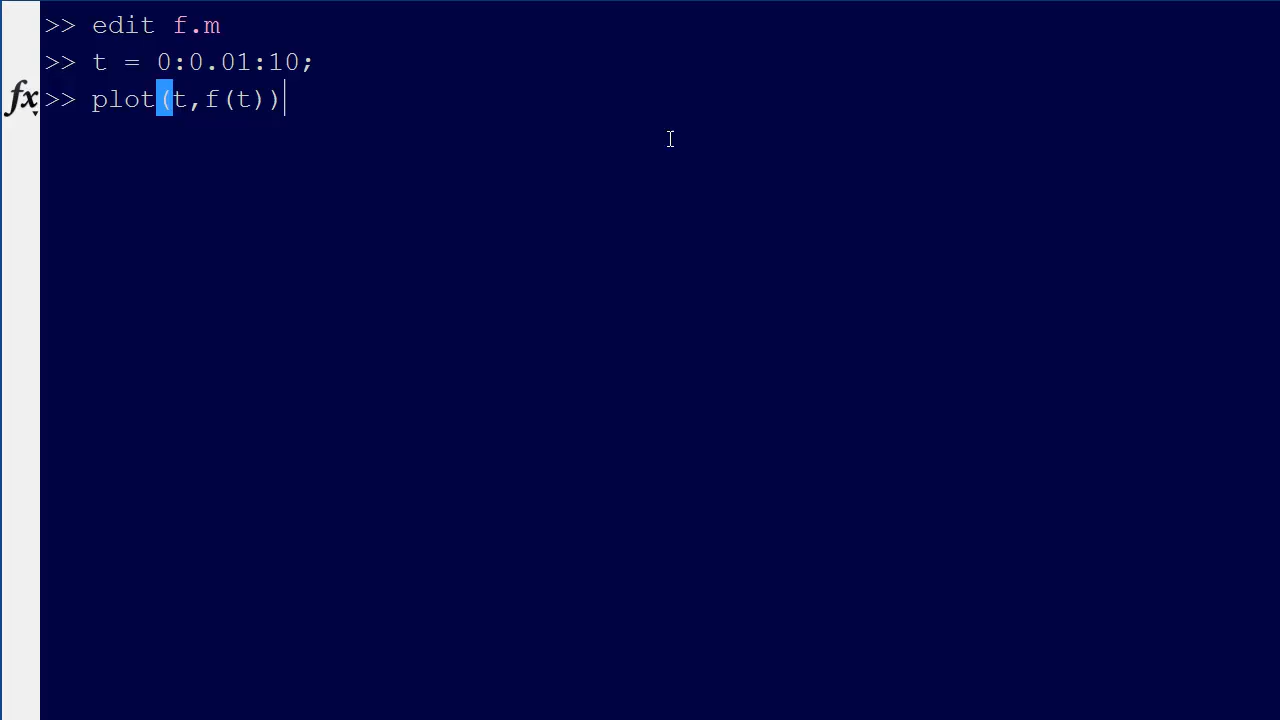 >> edit f.m
>> t = 0:0.01:10;
fx >> plot(t,f(t))